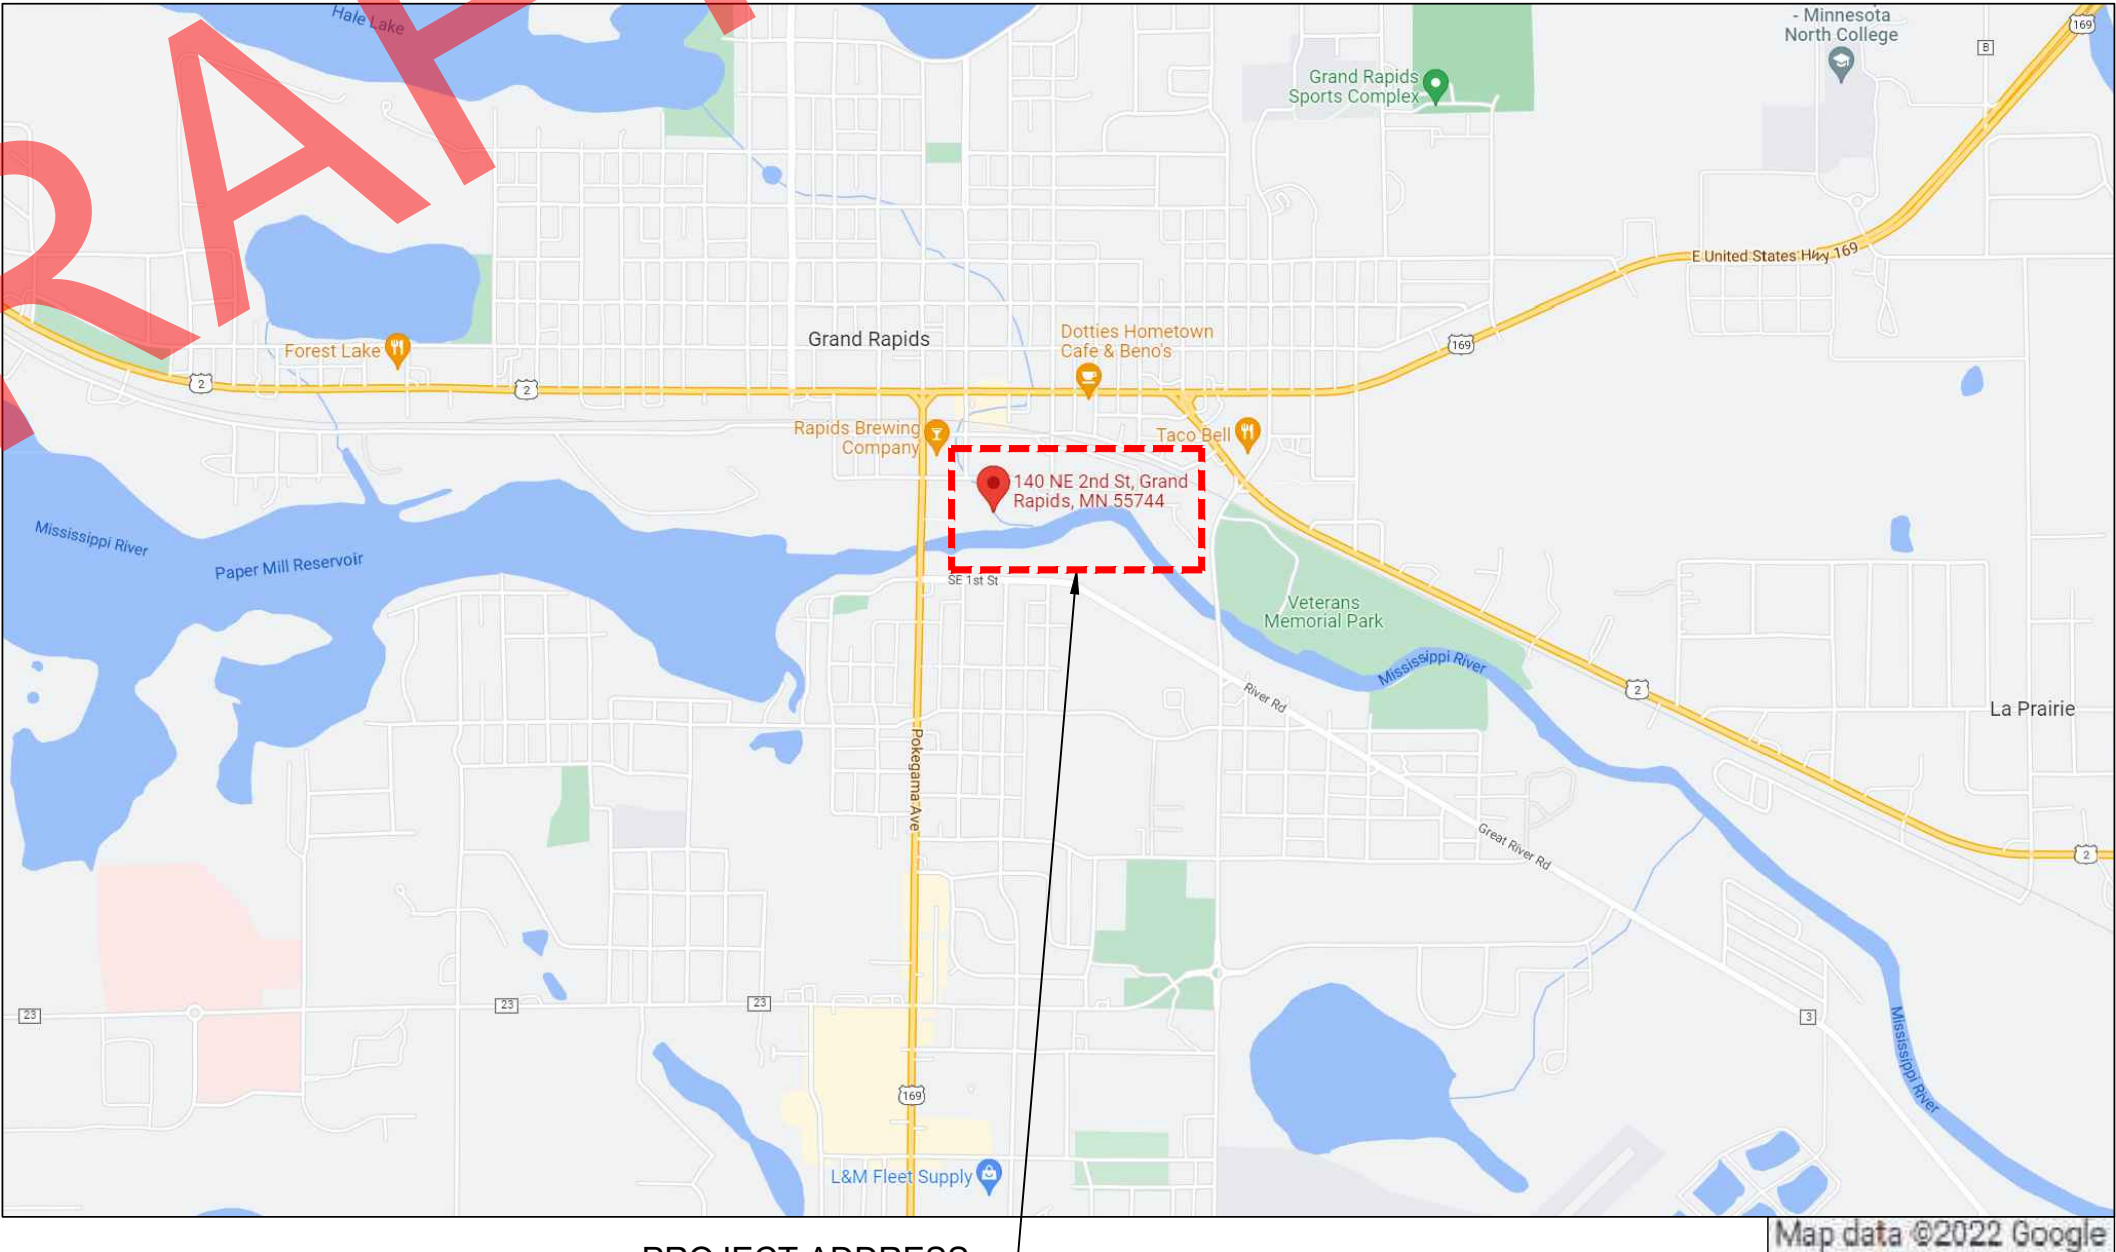 Hale Lake
- Minnesota
North College
169
B
Grand Rapids
Sports Complex
E United States Hwy 169
Grand Rapids
Dotties Hometown
Cafe & Beno's
169
Forest Lake
2
2
Rapids Brewing
Company
Taco Bell
140 NE 2nd St, Grand
Rapids, MN 55744
Mississippi River
Paper Mill Reservoir
SE 1st St
Veterans
Memorial Park
Mississippi River
River Rd
2
La Prairie
Pokegama Ave
Great River Rd
2
23
23
23
3
Mississippi River
169
L&M Fleet Supply
Map data ©2022 Google
PROJECT ADDRESS
RAF